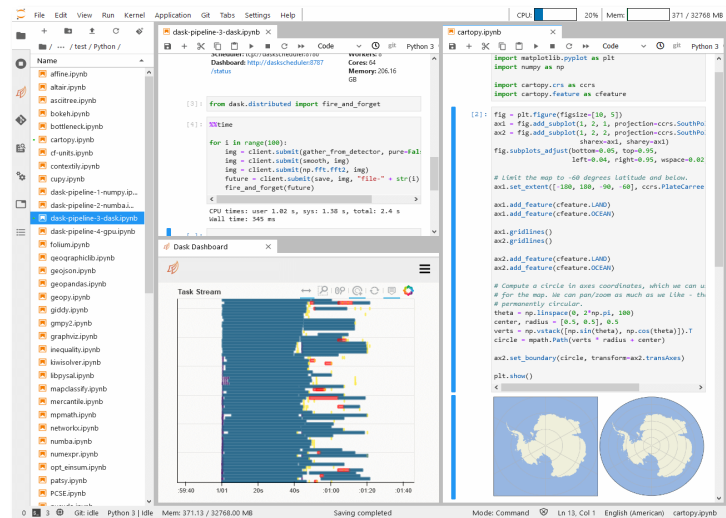 File Edit View Run Kernel Application Git Tabs Settings Help
CPU: 20% Mem: 371 / 32768 MB
/ ··· / test / Python /
Name
affine.ipynb
altair.ipynb
asciitree.ipynb
bokeh.ipynb
bottleneck.ipynb
cartopy.ipynb
cf-units.ipynb
contextily.ipynb
cupy.ipynb
dask-pipeline-1-numpy.ip...
dask-pipeline-2-numba.i...
dask-pipeline-3-dask.ipynb
dask-pipeline-4-gpu.ipynb
folium.ipynb
geographiclib.ipynb
geojson.ipynb
geopandas.ipynb
geopy.ipynb
giddy.ipynb
gmpy2.ipynb
graphviz.ipynb
inequality.ipynb
kiwisolver.ipynb
libpysal.ipynb
mapclassify.ipynb
mercantile.ipynb
mpmath.ipynb
networkx.ipynb
numba.ipynb
numexpr.ipynb
opt_einsum.ipynb
patsy.ipynb
PCSE.ipynb
dask-pipeline-3-dask.ipynb
Code git Python 3
Scheduler: tcp://daskscheduler:8786
Dashboard: http://daskscheduler:8787
/status
Workers: 8
Cores: 64
Memory: 206.16
GB
[3]: from dask.distributed import fire_and_forget
[4]: %%time
for i in range(100):
img = client.submit(gather_from_detector, pure=Fal
img = client.submit(smooth, img)
img = client.submit(np.fft.fft2, img)
future = client.submit(save, img, "file-" + str(i)
fire_and_forget(future)
CPU times: user 1.02 s, sys: 1.38 s, total: 2.4 s
Wall time: 345 ms
Dask Dashboard
Task Stream
:59:40 1/01 20s 40s :01:00 :01:20 :01:40
cartopy.ipynb
Code git Python 3
import matplotlib.pyplot as plt
import numpy as np
import cartopy.crs as ccrs
import cartopy.feature as cfeature
[2]: fig = plt.figure(figsize=[10, 5])
ax1 = fig.add_subplot(1, 2, 1, projection=ccrs.SouthPo
ax2 = fig.add_subplot(1, 2, 2, projection=ccrs.SouthPo
sharex=ax1, sharey=ax1)
fig.subplots_adjust(bottom=0.05, top=0.95,
left=0.04, right=0.95, wspace=0.02
# Limit the map to -60 degrees latitude and below.
ax1.set_extent([-180, 180, -90, -60], ccrs.PlateCarree
ax1.add_feature(cfeature.LAND)
ax1.add_feature(cfeature.OCEAN)
ax1.gridlines()
ax2.gridlines()
ax2.add_feature(cfeature.LAND)
ax2.add_feature(cfeature.OCEAN)
# Compute a circle in axes coordinates, which we can u
# for the map. We can pan/zoom as much as we like - th
# permanently circular.
theta = np.linspace(0, 2*np.pi, 100)
center, radius = [0.5, 0.5], 0.5
verts = np.vstack([np.sin(theta), np.cos(theta)]).T
circle = mpath.Path(verts * radius + center)
ax2.set_boundary(circle, transform=ax2.transAxes)
plt.show()
0 3 Git: idle Python 3 | Idle Mem: 371.13 / 32768.00 MB Saving completed Mode: Command Ln 13, Col 1 English (American) cartopy.ipynb